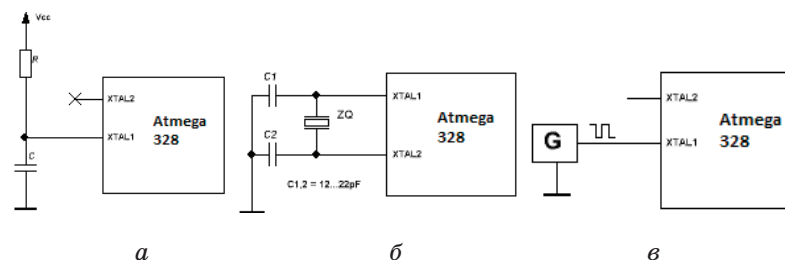 Vcc
R
XTAL2
XTAL1
C
Atmega
328
C1
C2
ZQ
C1,2 = 12...22pF
XTAL1
XTAL2
Atmega
328
G
XTAL2
XTAL1
Atmega
328
а
б
в